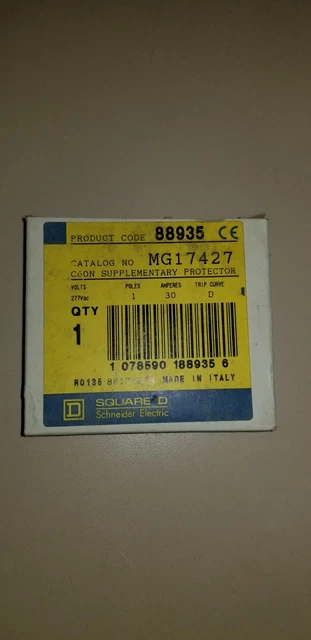 PRODUCT CODE 88935 CE
CATALOG NO MG17427
C60N SUPPLEMENTARY PROTECTOR
VOLTS POLES AMPERES TRIP CURVE
277Vac 1 30 D
QTY
1
1 078590 188935 6
MADE IN ITALY
D SQUARE D
Schneider Electric